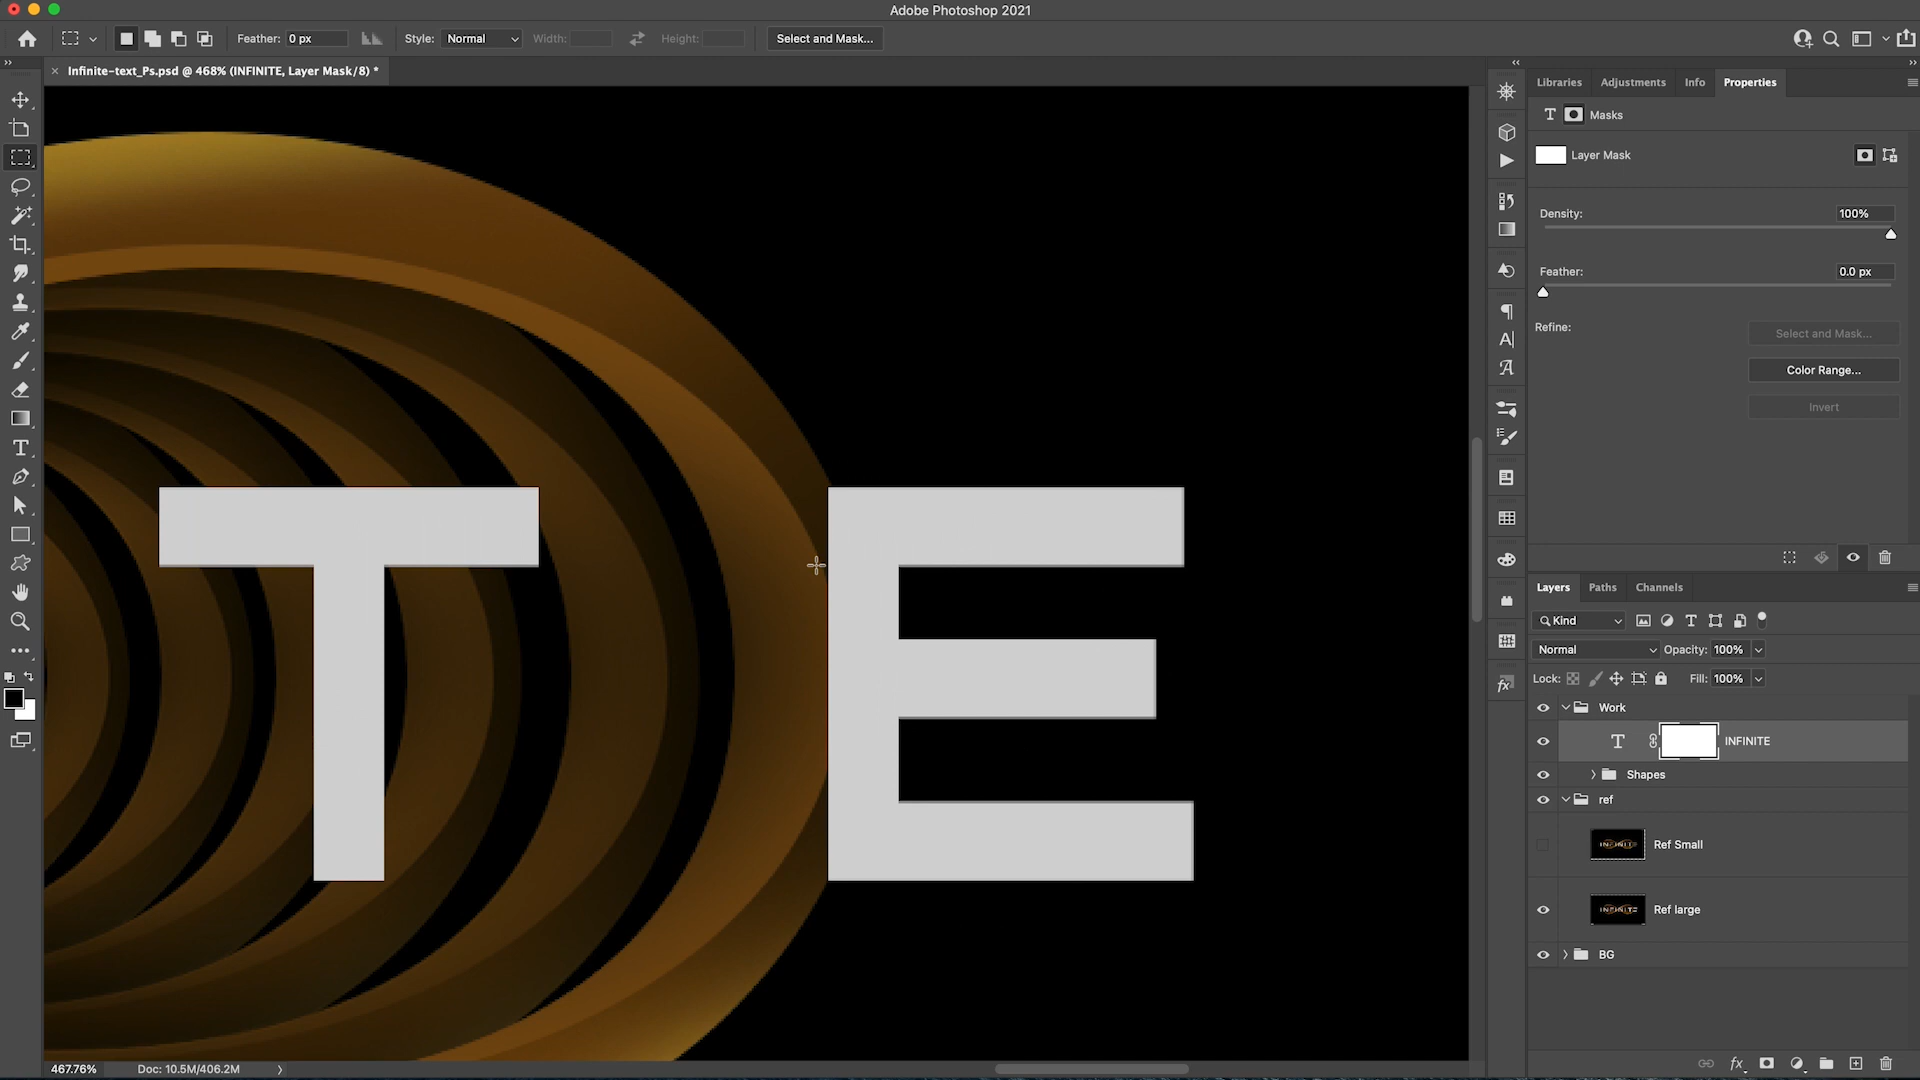 Adobe Photoshop 2021
Feather: 0 px Style: Normal Width: Height: Select and Mask...
Infinite-text_Ps.psd @ 468% (INFINITE, Layer Mask/8) *
Libraries Adjustments Info Properties
Masks
Layer Mask
Density: 100%
Feather: 0.0 px
Refine: Select and Mask...
Color Range...
Invert
T E
Layers Paths Channels
Kind
Normal Opacity: 100%
Lock: Fill: 100%
Work
T INFINITE
Shapes
ref
INFINITE Ref Small
INFINITE Ref large
BG
467.76% Doc: 10.5M/406.2M
fx